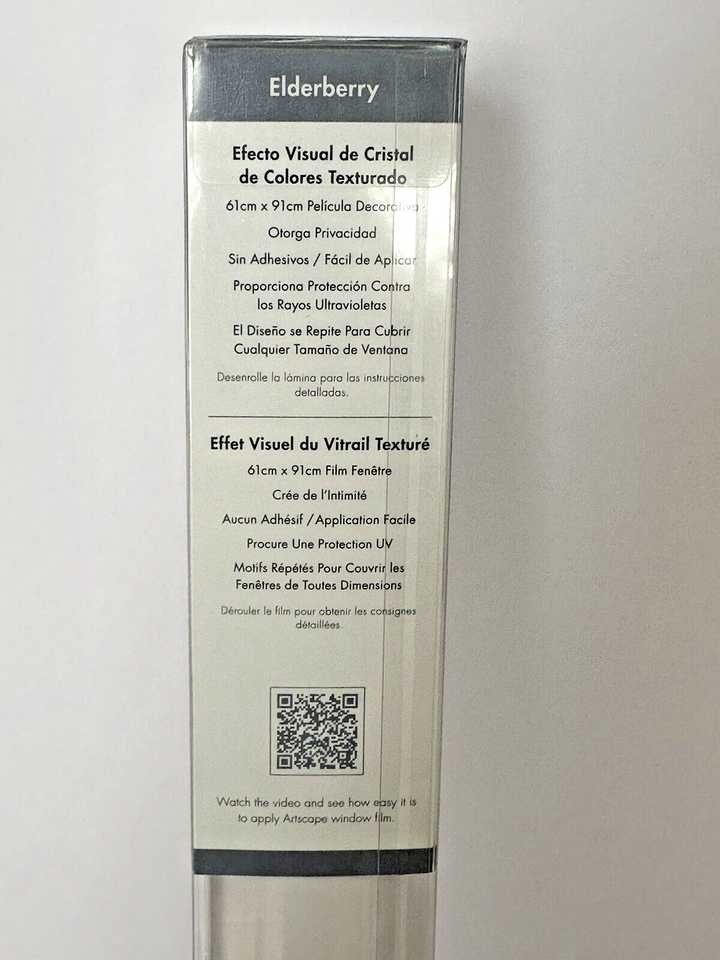 Elderberry
Efecto Visual de Cristal
de Colores Texturado
61cm x 91cm Película Decorativa
Otorga Privacidad
Sin Adhesivos / Fácil de Aplicar
Proporciona Protección Contra
los Rayos Ultravioletas
El Diseño se Repite Para Cubrir
Cualquier Tamaño de Ventana
Desenrolle la lámina para las instrucciones
detalladas.
Effet Visuel du Vitrail Texturé
61cm x 91cm Film Fenêtre
Crée de l'Intimité
Aucun Adhésif / Application Facile
Procure Une Protection UV
Motifs Répétés Pour Couvrir les
Fenêtres de Toutes Dimensions
Dérouler le film pour obtenir les consignes
détaillées.
Watch the video and see how easy it is
to apply Artscape window film.